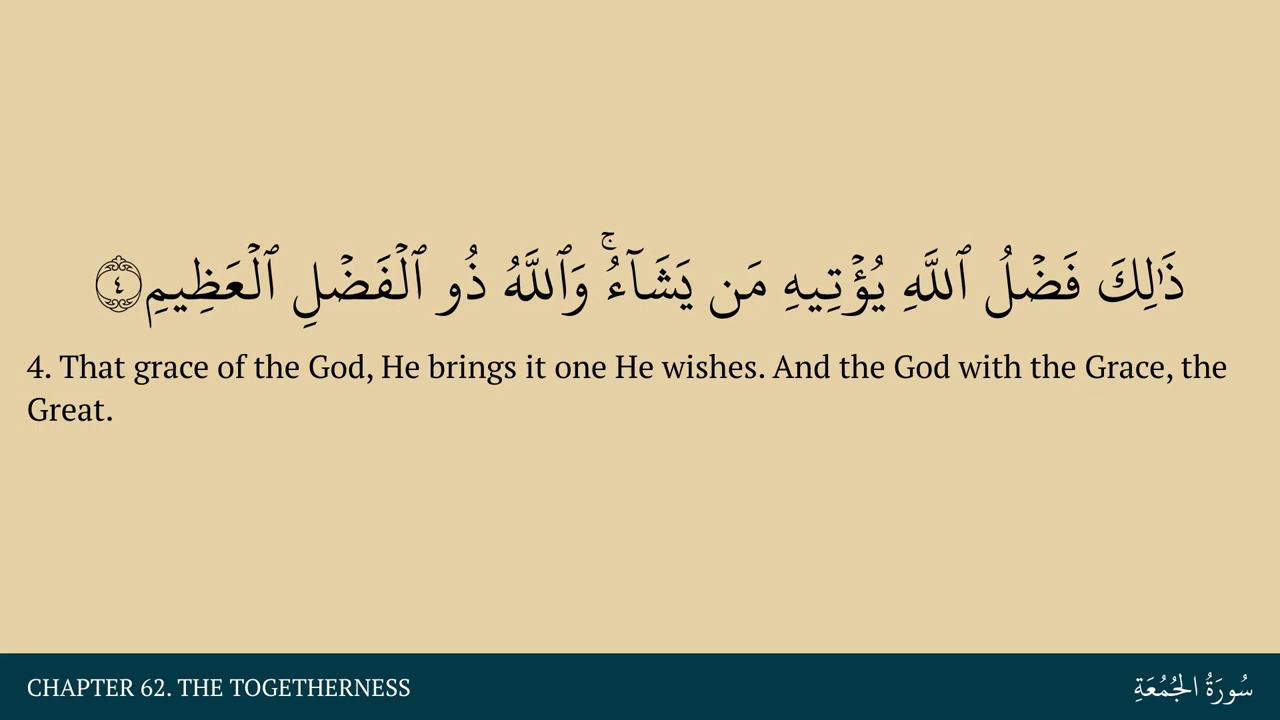 ذَٰلِكَ فَضۡلُ ٱللَّهِ يُؤۡتِيهِ مَن يَشَآءُۚ وَٱللَّهُ ذُو ٱلۡفَضۡلِ ٱلۡعَظِيمِ ٤
4. That grace of the God, He brings it one He wishes. And the God with the Grace, the
Great.
CHAPTER 62. THE TOGETHERNESS
سُورَةُ الجُمُعَةِ